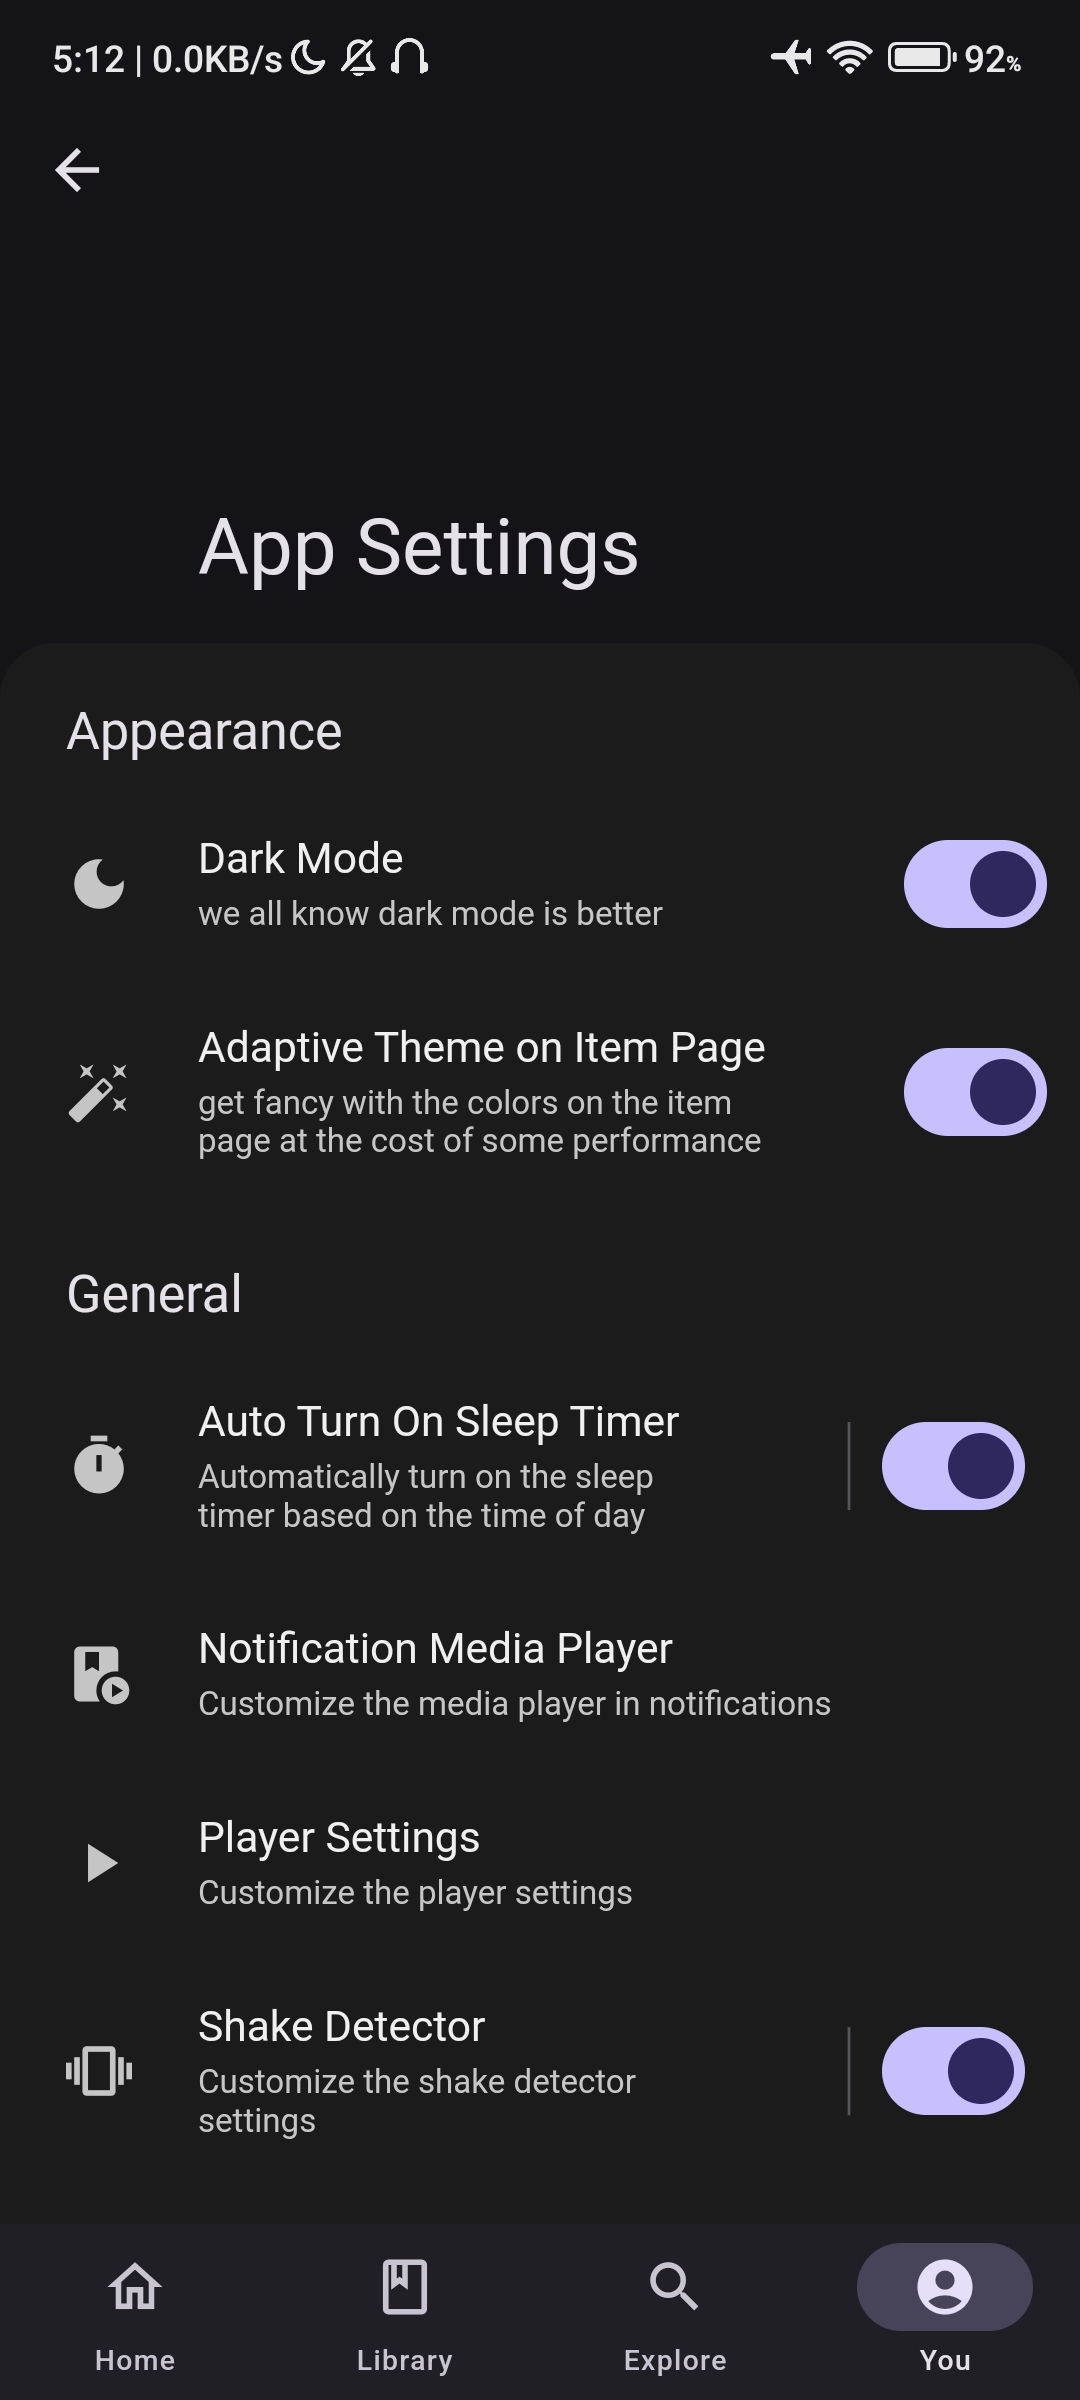 5:12 | 0.0KB/s 92%
App Settings
Appearance
Dark Mode
we all know dark mode is better
Adaptive Theme on Item Page
get fancy with the colors on the item
page at the cost of some performance
General
Auto Turn On Sleep Timer
Automatically turn on the sleep
timer based on the time of day
Notification Media Player
Customize the media player in notifications
Player Settings
Customize the player settings
Shake Detector
Customize the shake detector
settings
Home Library Explore You